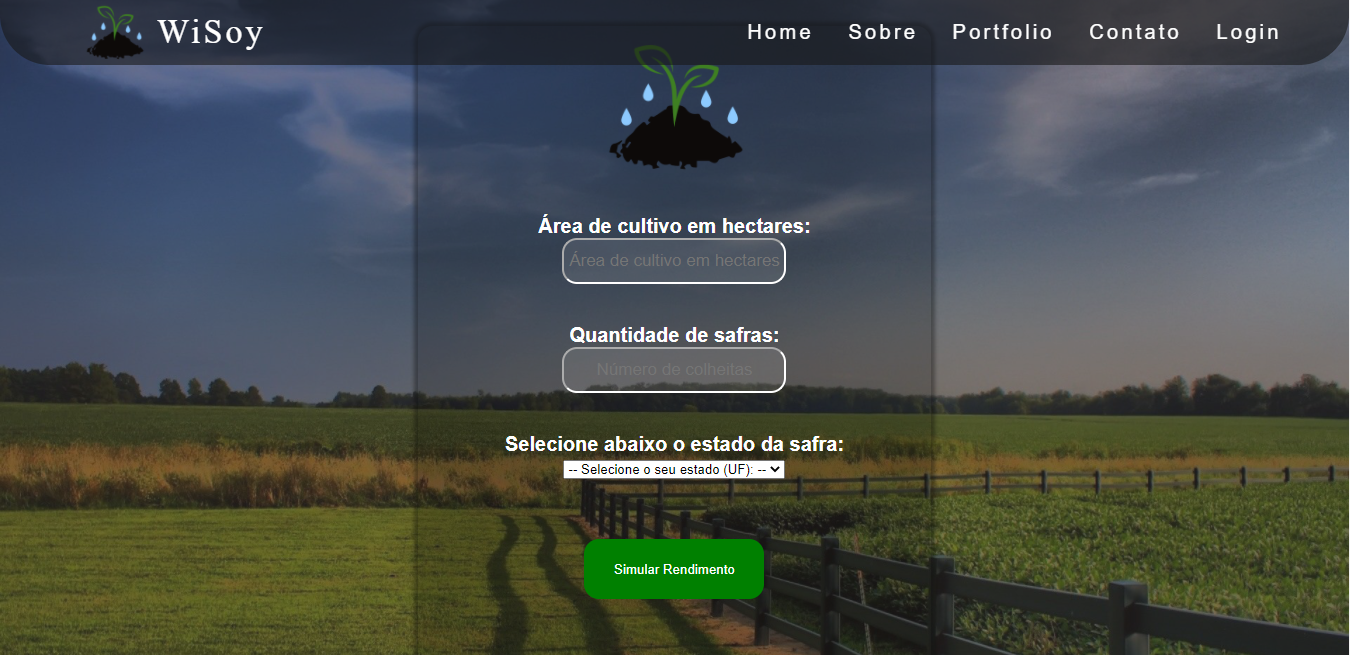 WiSoy
Home Sobre Portfolio Contato Login
Área de cultivo em hectares:
Área de cultivo em hectares
Quantidade de safras:
Número de colheitas
Selecione abaixo o estado da safra:
-- Selecione o seu estado (UF): --
Simular Rendimento